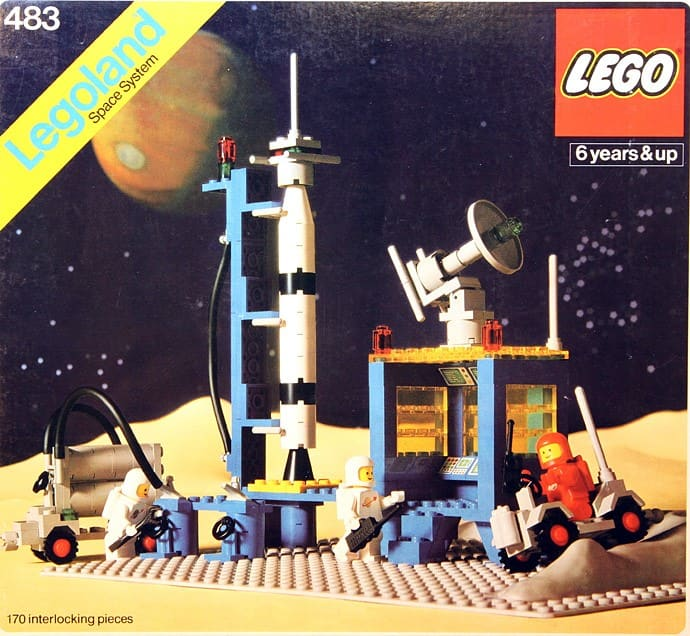 483
Legoland
Space System
LEGO
6 years & up
170 interlocking pieces